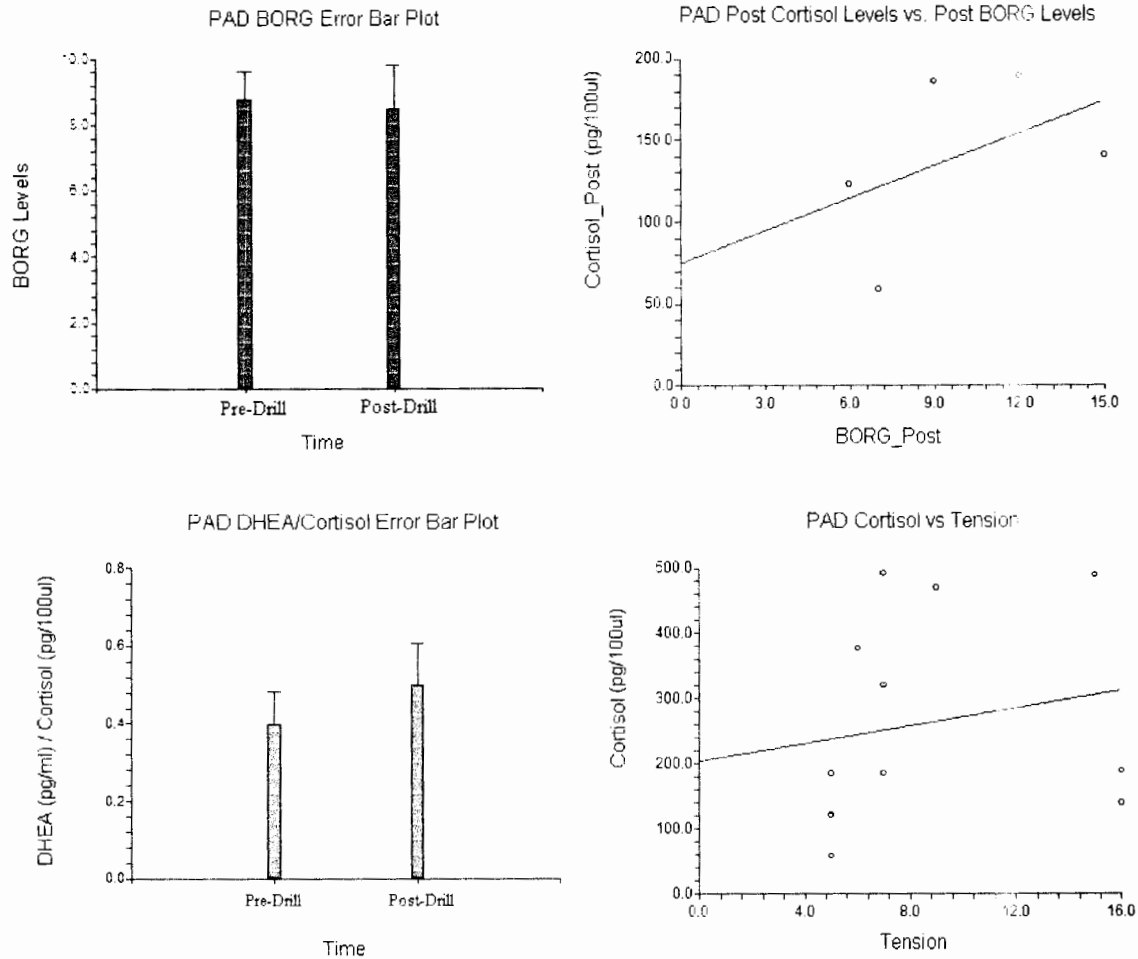 PAD BORG Error Bar Plot
10.0
8.0
6.0
4.0
2.0
0.0
BORG Levels
Pre-Drill
Post-Drill
Time
PAD Post Cortisol Levels vs. Post BORG Levels
200.0
150.0
100.0
50.0
0.0
Cortisol_Post (pg/100ul)
0.0 3.0 6.0 9.0 12.0 15.0
BORG_Post
PAD DHEA/Cortisol Error Bar Plot
0.8
0.6
0.4
0.2
0.0
DHEA (pg/ml) / Cortisol (pg/100ul)
Pre-Drill
Post-Drill
Time
PAD Cortisol vs Tension
500.0
400.0
300.0
200.0
100.0
0.0
Cortisol (pg/100ul)
0.0 4.0 8.0 12.0 16.0
Tension